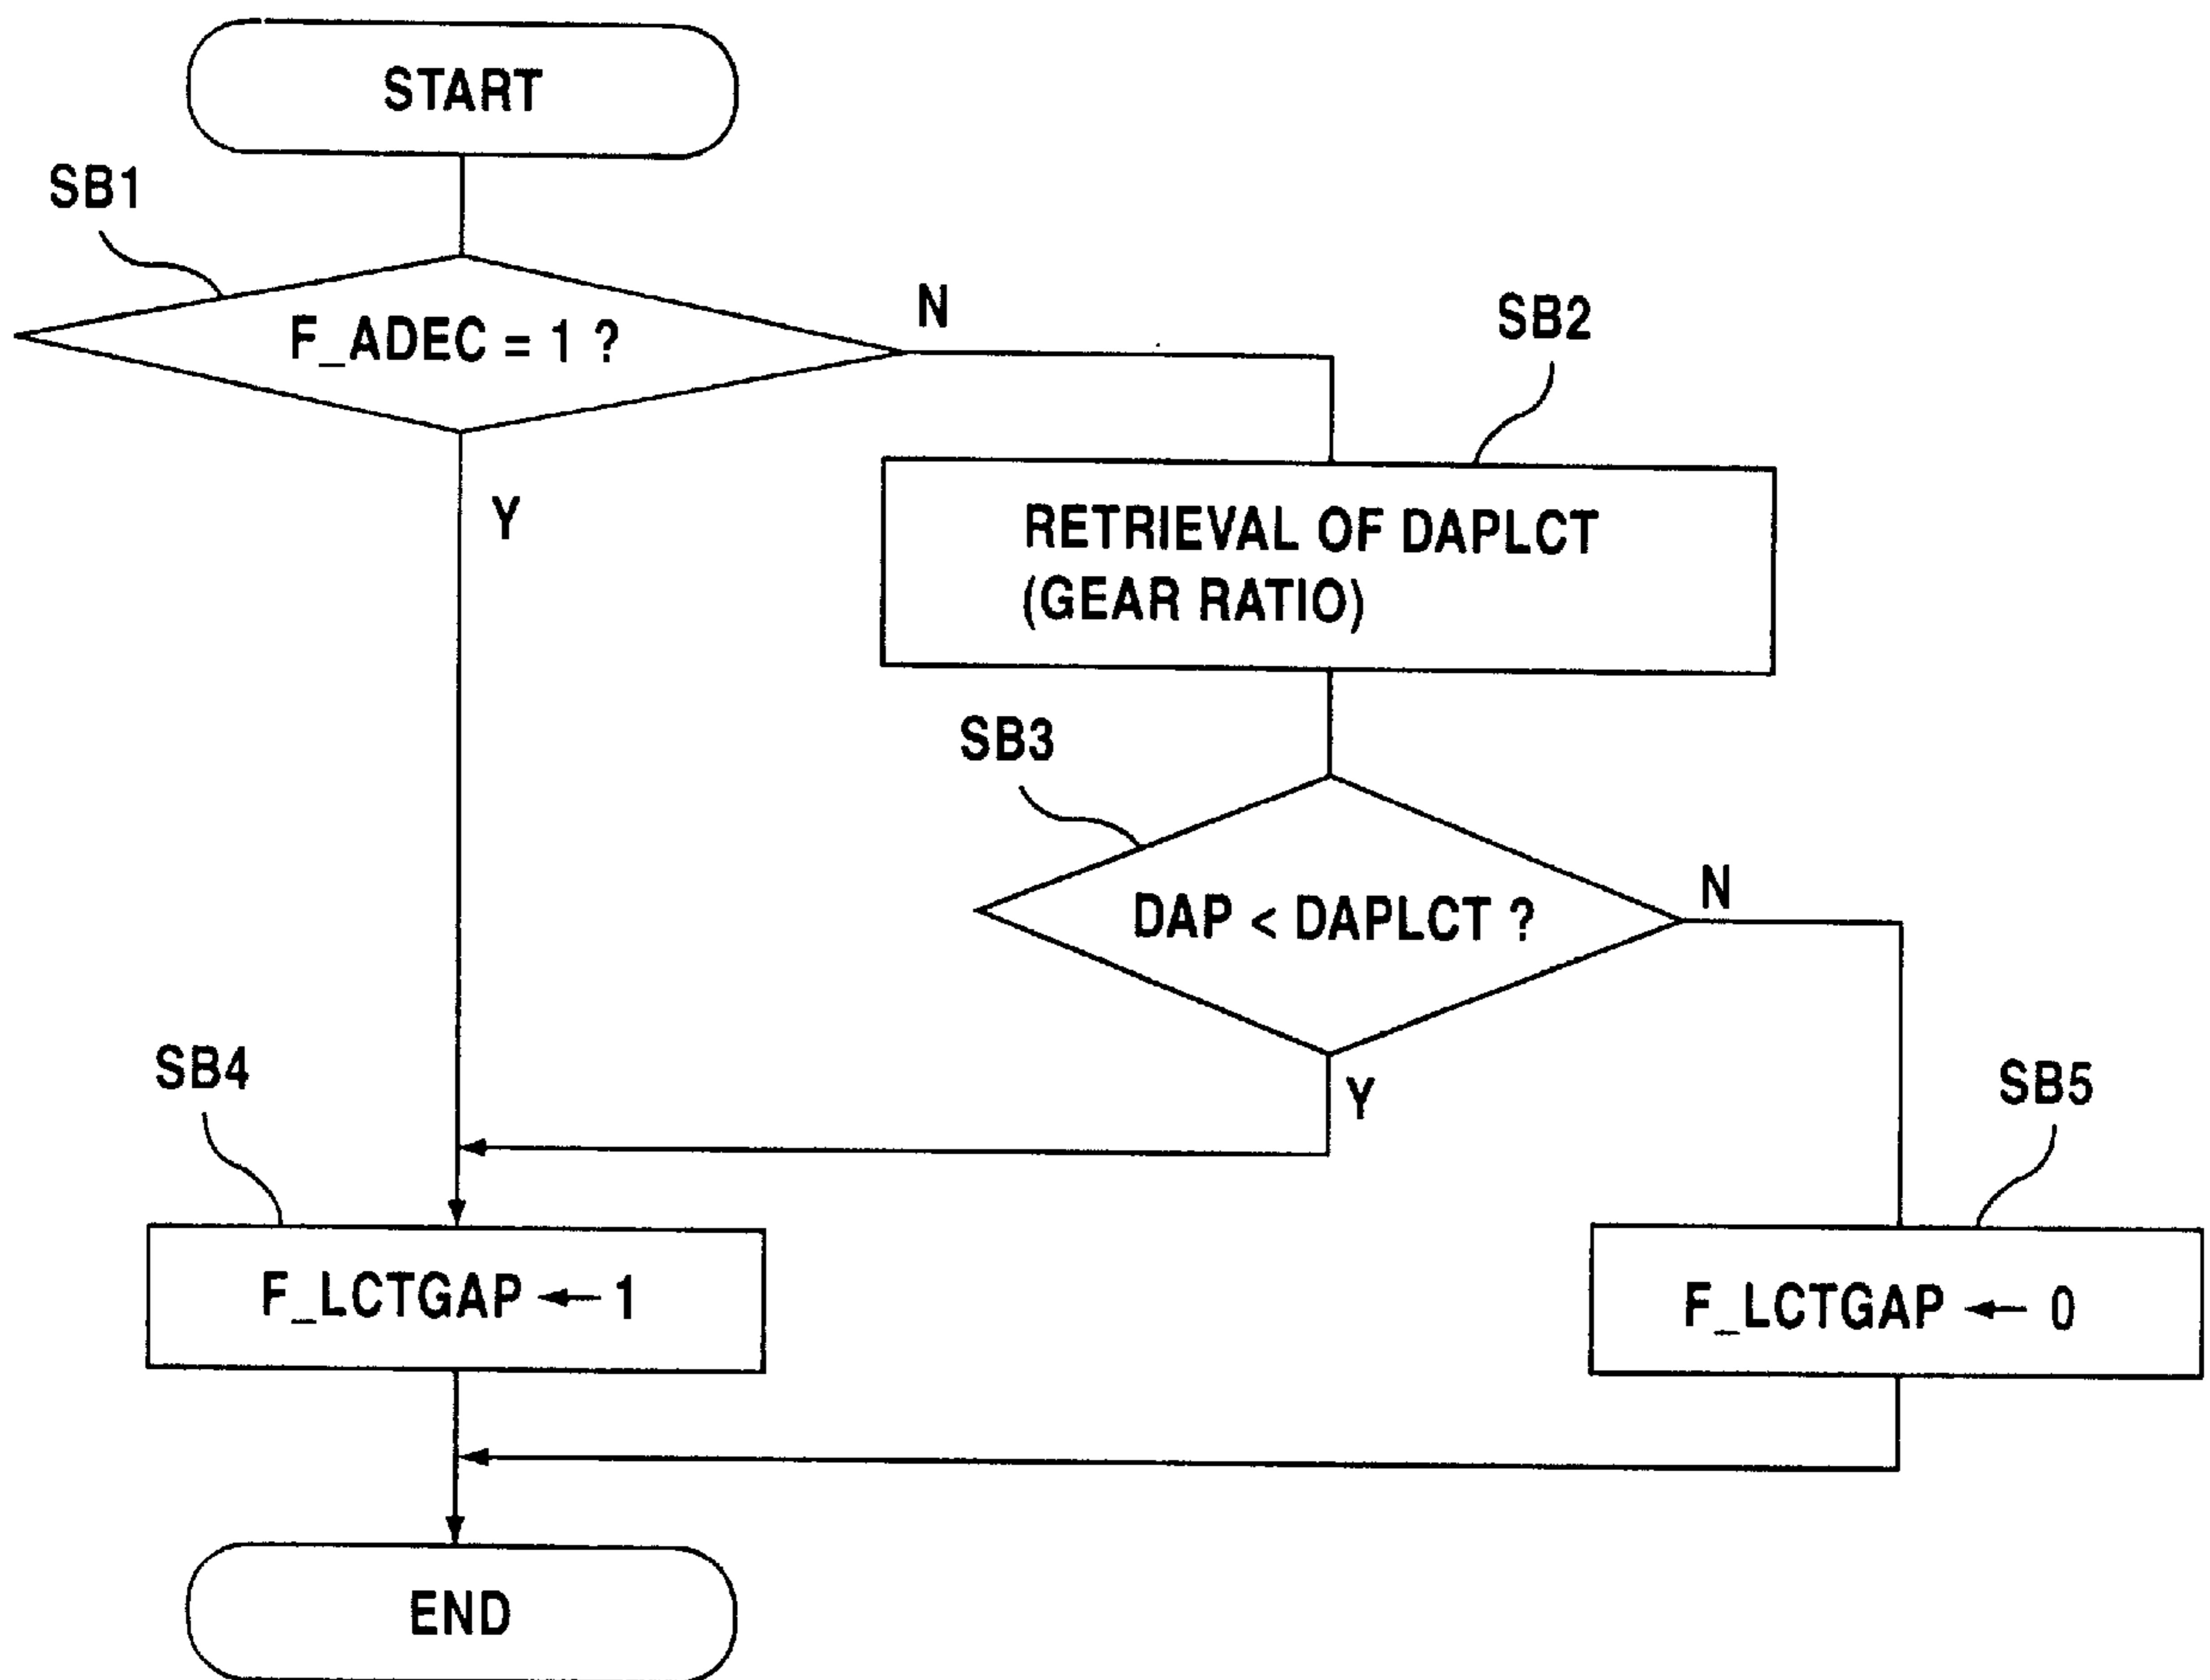 START
SB1
F_ADEC = 1 ?
N
SB2
Y
RETRIEVAL OF DAPLCT
(GEAR RATIO)
SB3
DAP < DAPLCT ?
N
Y
SB4
SB5
F_LCTGAP ← 1
F_LCTGAP ← 0
END